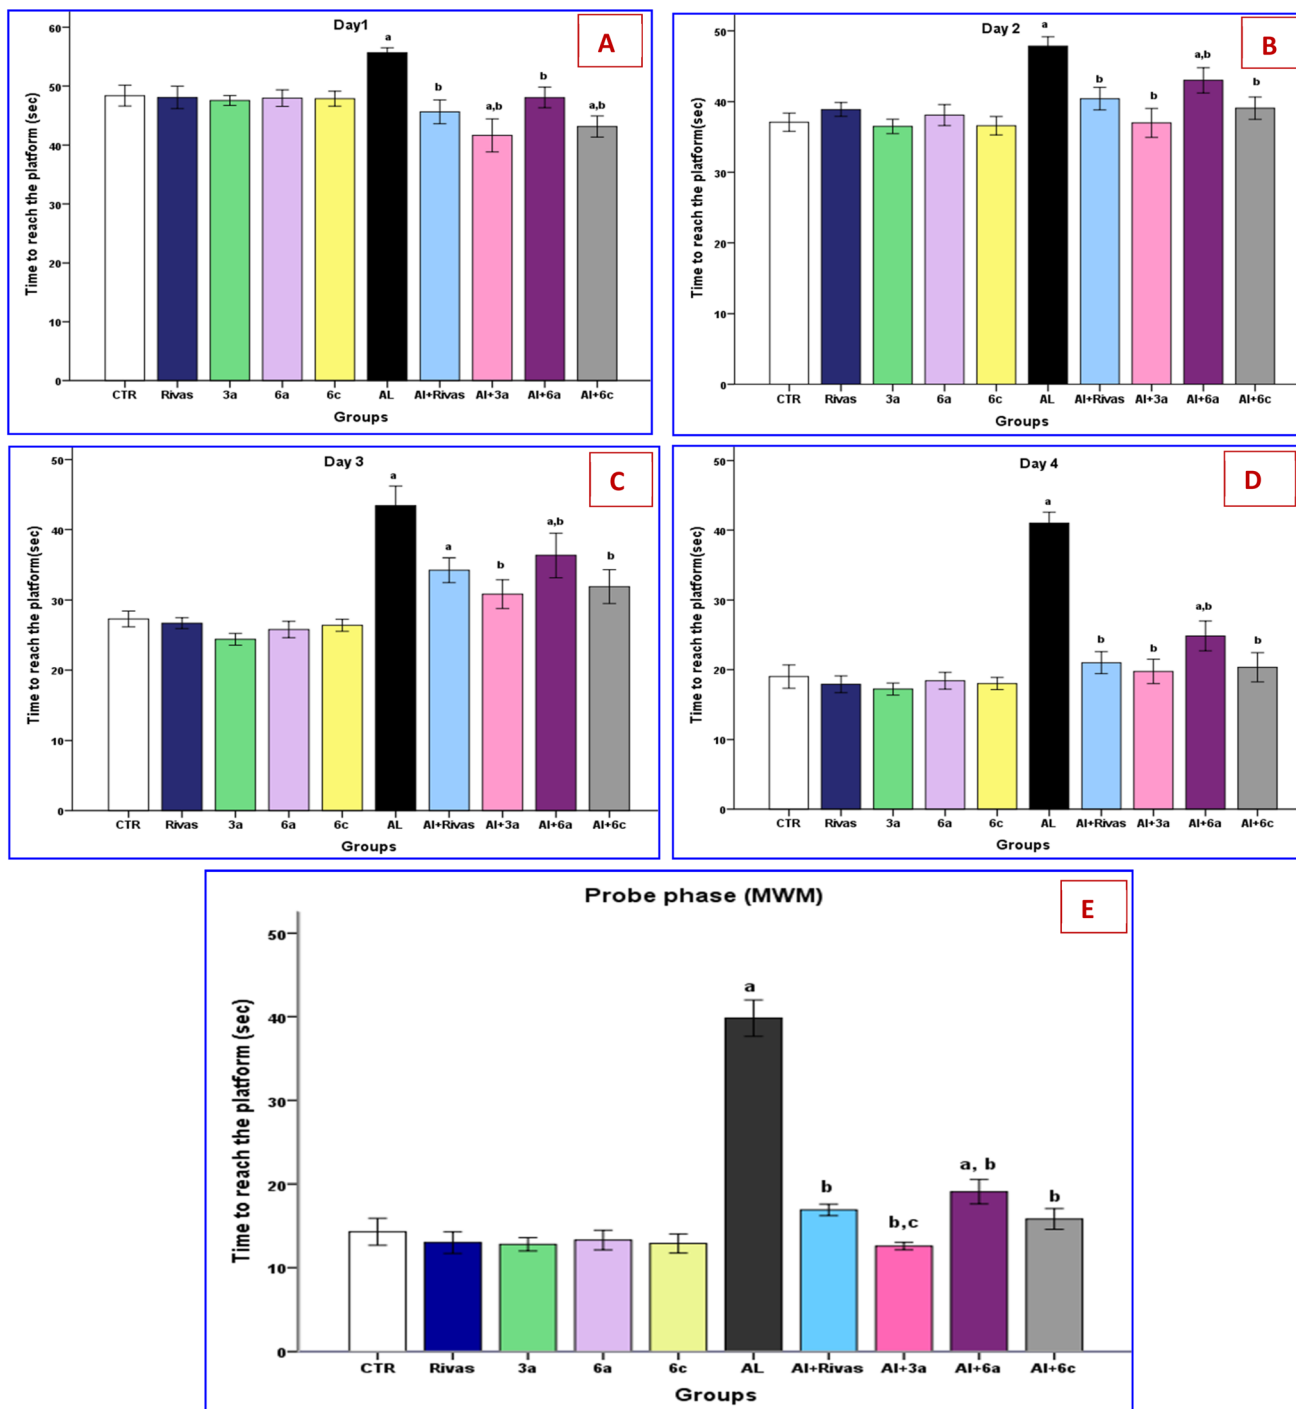 Day1
A
Time to reach the platform (sec)
60
50
40
30
20
10
0
a
b
a,b
b
a,b
CTR Rivas 3a 6a 6c AL Al+Rivas Al+3a Al+6a Al+6c
Groups
Day 2
B
Time to reach the platform(sec)
50
40
30
20
10
0
a
b
b
a,b
b
CTR Rivas 3a 6a 6c AL Al+Rivas Al+3a Al+6a Al+6c
Groups
Day 3
C
Time to reach the platform(sec)
50
40
30
20
10
0
a
a
b
a,b
b
CTR Rivas 3a 6a 6c AL Al+Rivas Al+3a Al+6a Al+6c
Groups
Day 4
D
Time to reach the platform(sec)
50
40
30
20
10
0
a
b
b
a,b
b
CTR Rivas 3a 6a 6c AL Al+Rivas Al+3a Al+6a Al+6c
Groups
Probe phase (MWM)
E
Time to reach the platform (sec)
50
40
30
20
10
0
a
b
b,c
a, b
b
CTR Rivas 3a 6a 6c AL Al+Rivas Al+3a Al+6a Al+6c
Groups